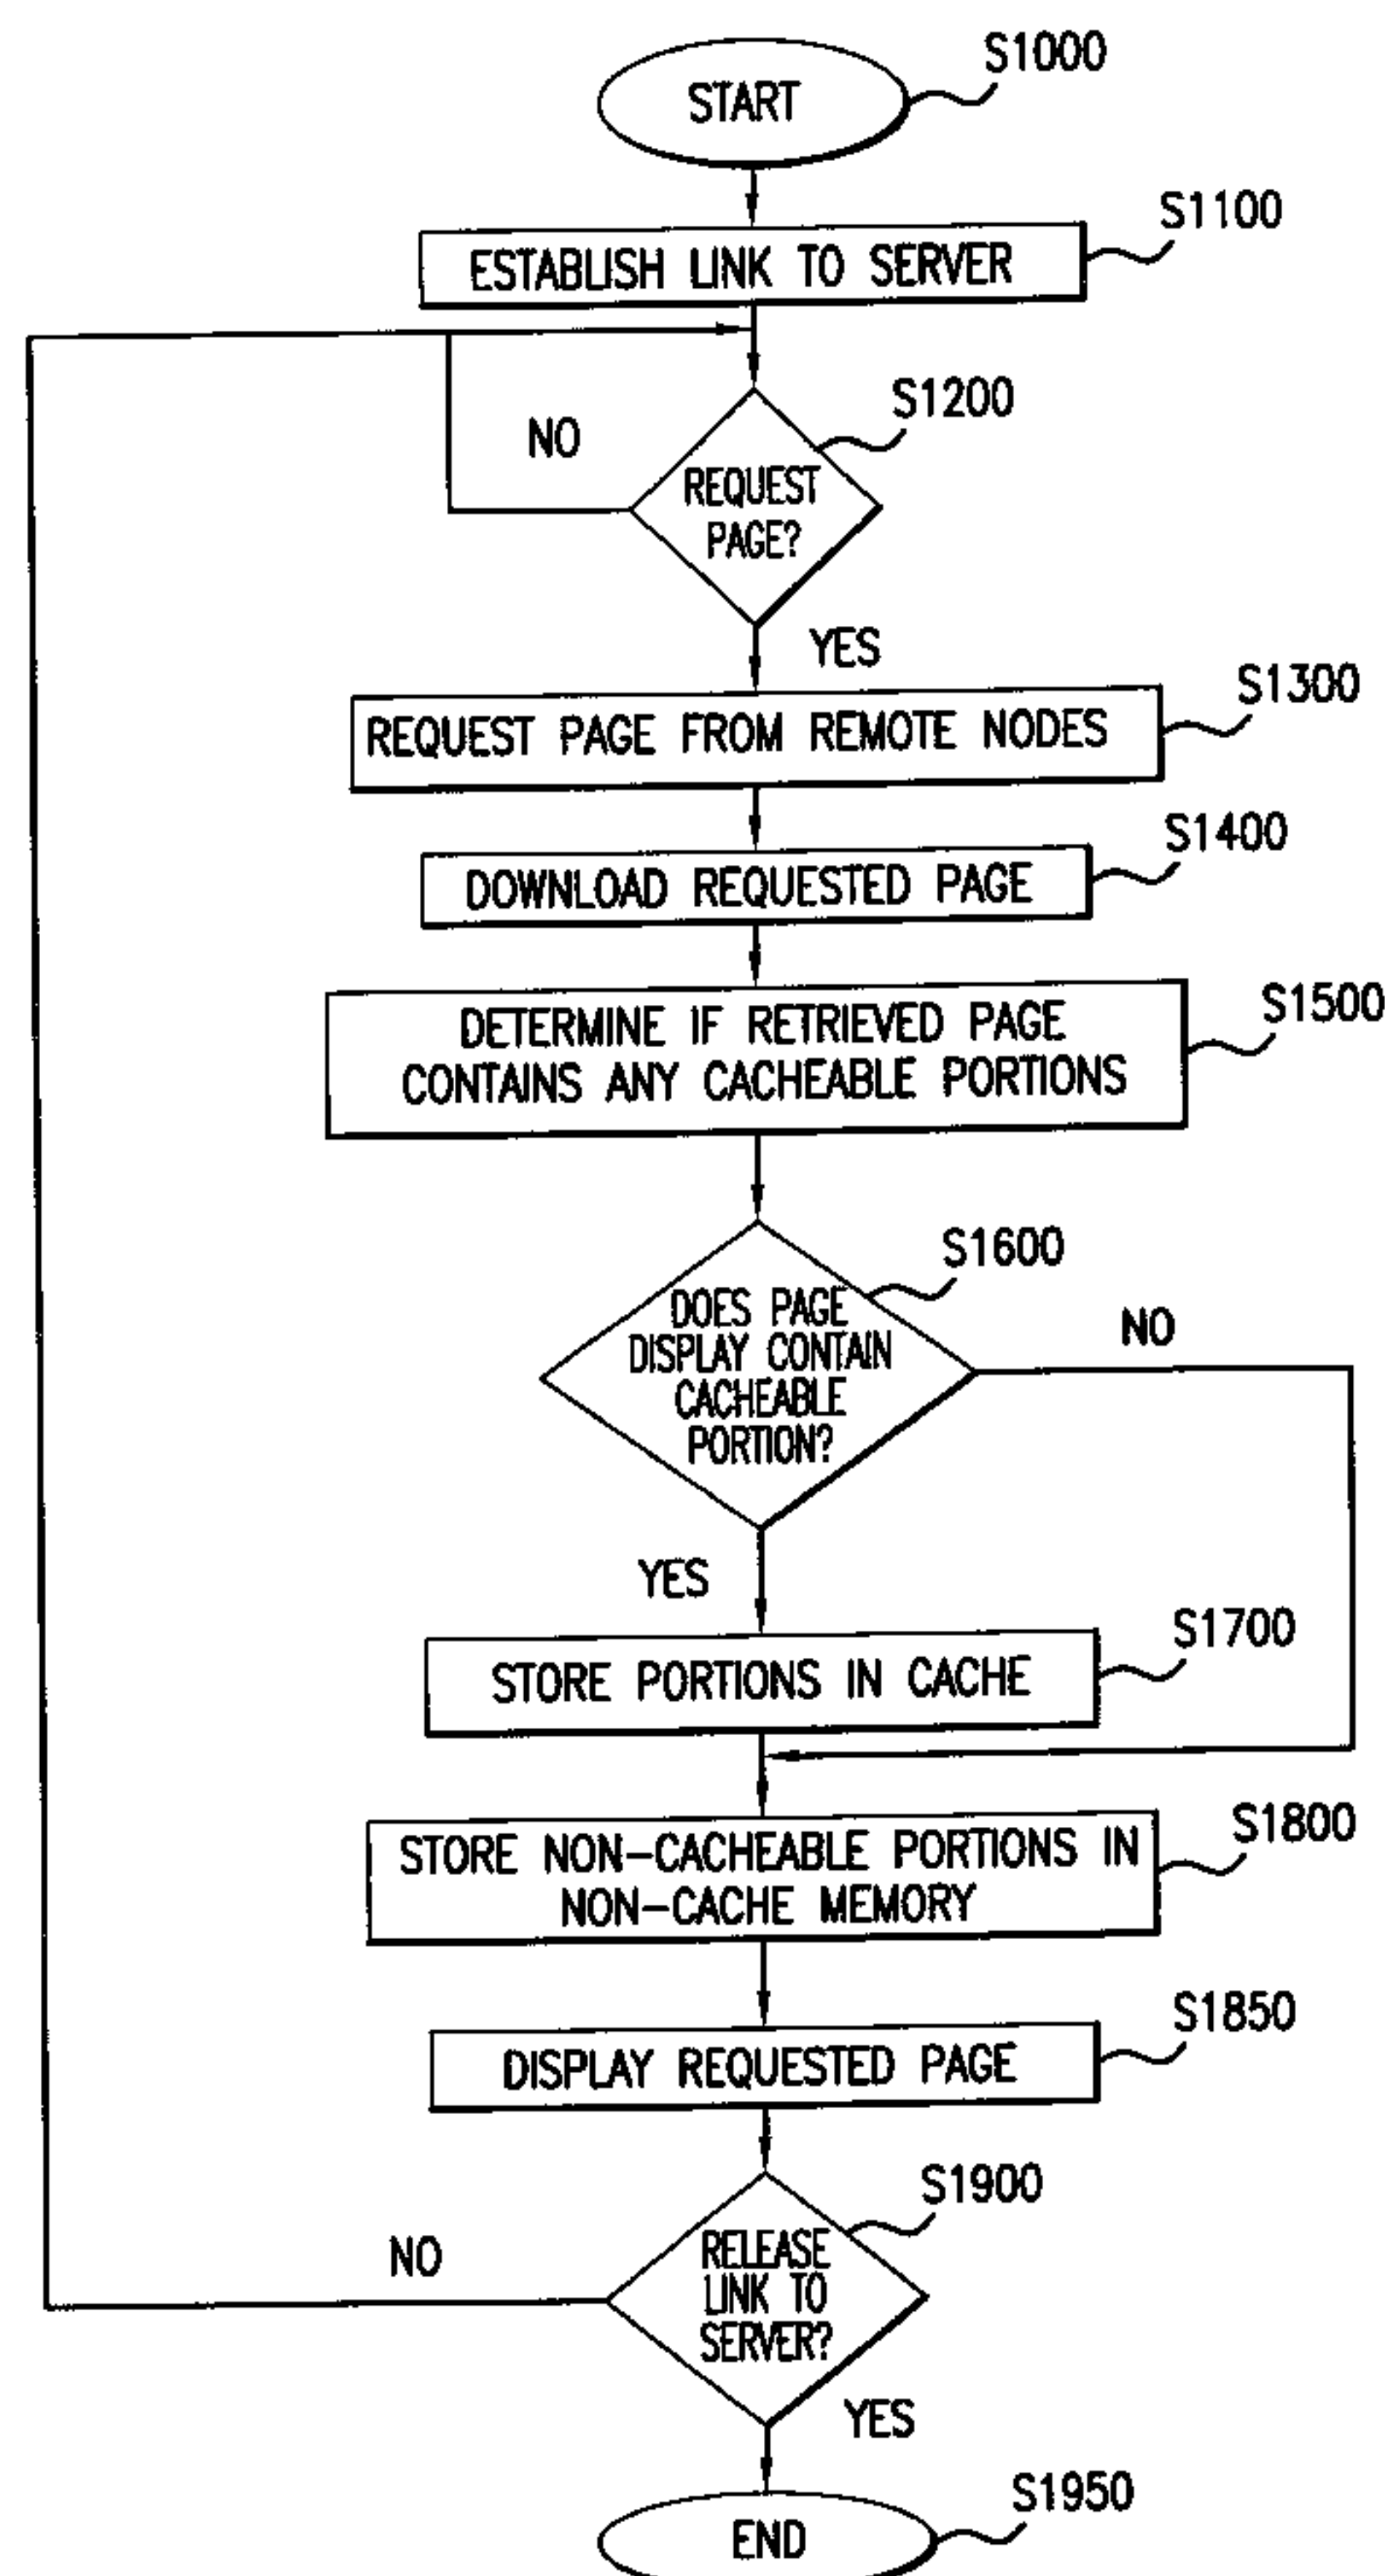 START
S1000
S1100
ESTABLISH LINK TO SERVER
S1200
NO
REQUEST
PAGE?
YES
S1300
REQUEST PAGE FROM REMOTE NODES
S1400
DOWNLOAD REQUESTED PAGE
S1500
DETERMINE IF RETRIEVED PAGE
CONTAINS ANY CACHEABLE PORTIONS
S1600
DOES PAGE
DISPLAY CONTAIN
CACHEABLE
PORTION?
NO
YES
S1700
STORE PORTIONS IN CACHE
S1800
STORE NON-CACHEABLE PORTIONS IN
NON-CACHE MEMORY
S1850
DISPLAY REQUESTED PAGE
S1900
NO
RELEASE
LINK TO
SERVER?
YES
S1950
END